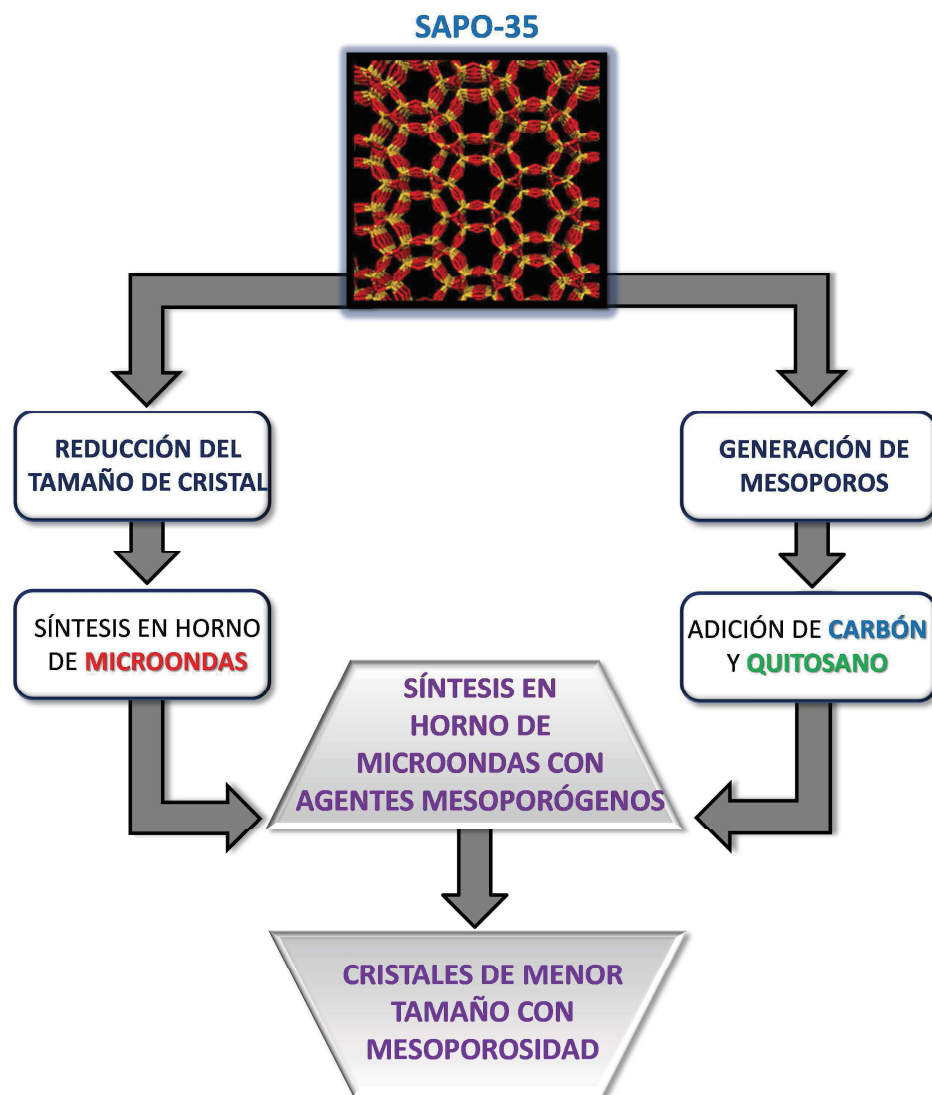 SAPO-35
REDUCCIÓN DEL
TAMAÑO DE CRISTAL
GENERACIÓN DE
MESOPOROS
SÍNTESIS EN HORNO
DE MICROONDAS
ADICIÓN DE CARBÓN
Y QUITOSANO
SÍNTESIS EN
HORNO DE
MICROONDAS CON
AGENTES MESOPORÓGENOS
CRISTALES DE MENOR
TAMAÑO CON
MESOPOROSIDAD